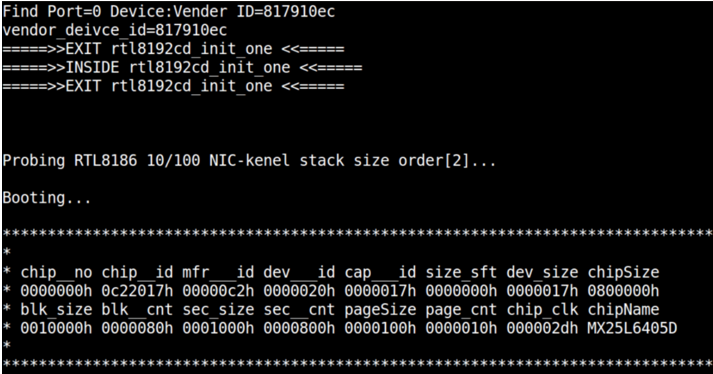 Find Port=0 Device:Vender ID=817910ec
vendor_deivce_id=817910ec
=====>>EXIT rtl8192cd_init_one <<=====
=====>>INSIDE rtl8192cd_init_one <<=====
=====>>EXIT rtl8192cd_init_one <<=====
Probing RTL8186 10/100 NIC-kenel stack size order[2]...
Booting...
*******************************************************************************
*
* chip__no chip__id mfr___id dev___id cap___id size_sft dev_size chipSize
* 0000000h 0c22017h 00000c2h 0000020h 0000017h 0000000h 0000017h 0800000h
* blk_size blk__cnt sec_size sec__cnt pageSize page_cnt chip_clk chipName
* 0010000h 0000080h 0001000h 0000800h 0000100h 0000010h 000002dh MX25L6405D
*
*******************************************************************************